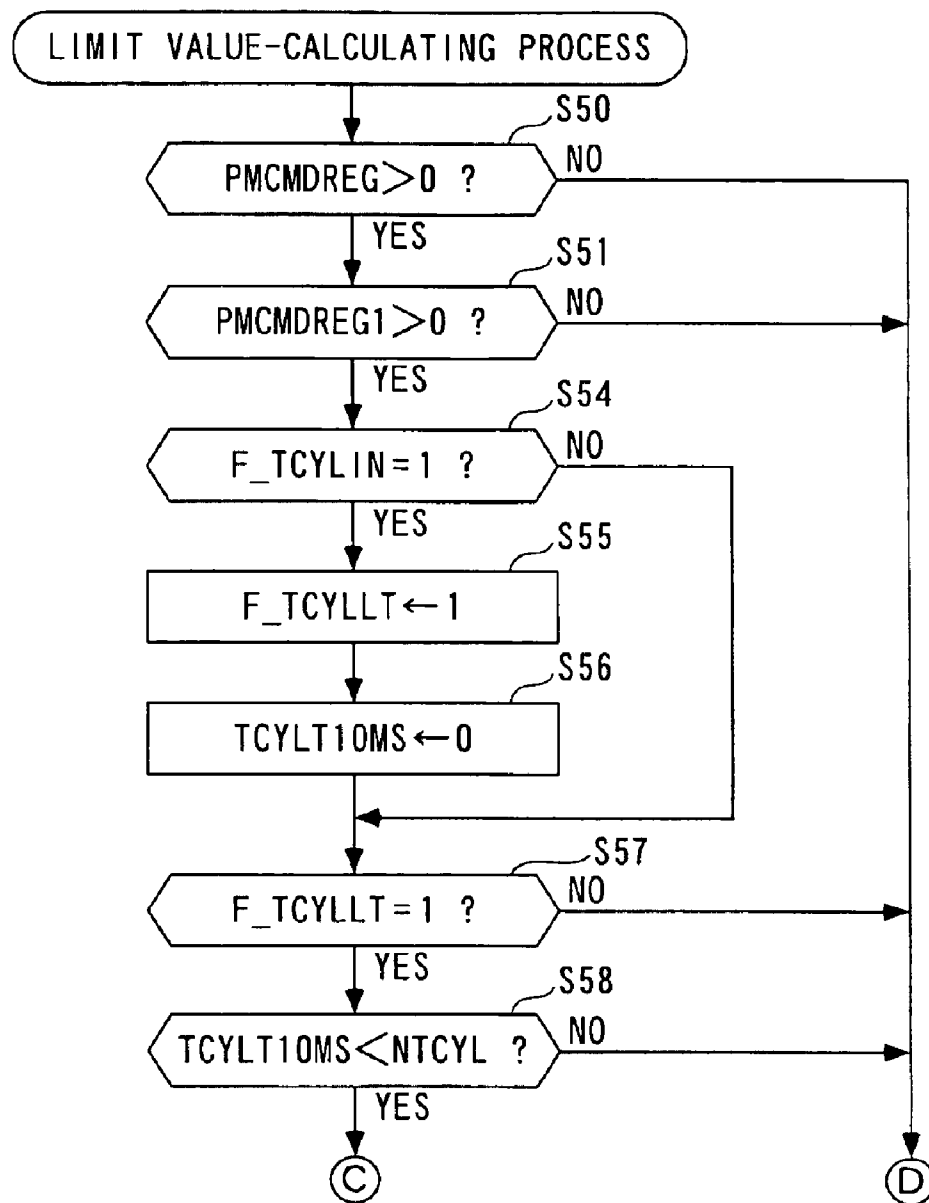 LIMIT VALUE-CALCULATING PROCESS
S50
PMCMDREG>0 ?
NO
YES
S51
PMCMDREG1>0 ?
NO
YES
S54
F_TCYLIN=1 ?
NO
YES
S55
F_TCYLLT←1
S56
TCYLT10MS←0
S57
F_TCYLLT=1 ?
NO
YES
S58
TCYLT10MS<NTCYL ?
NO
YES
C
D